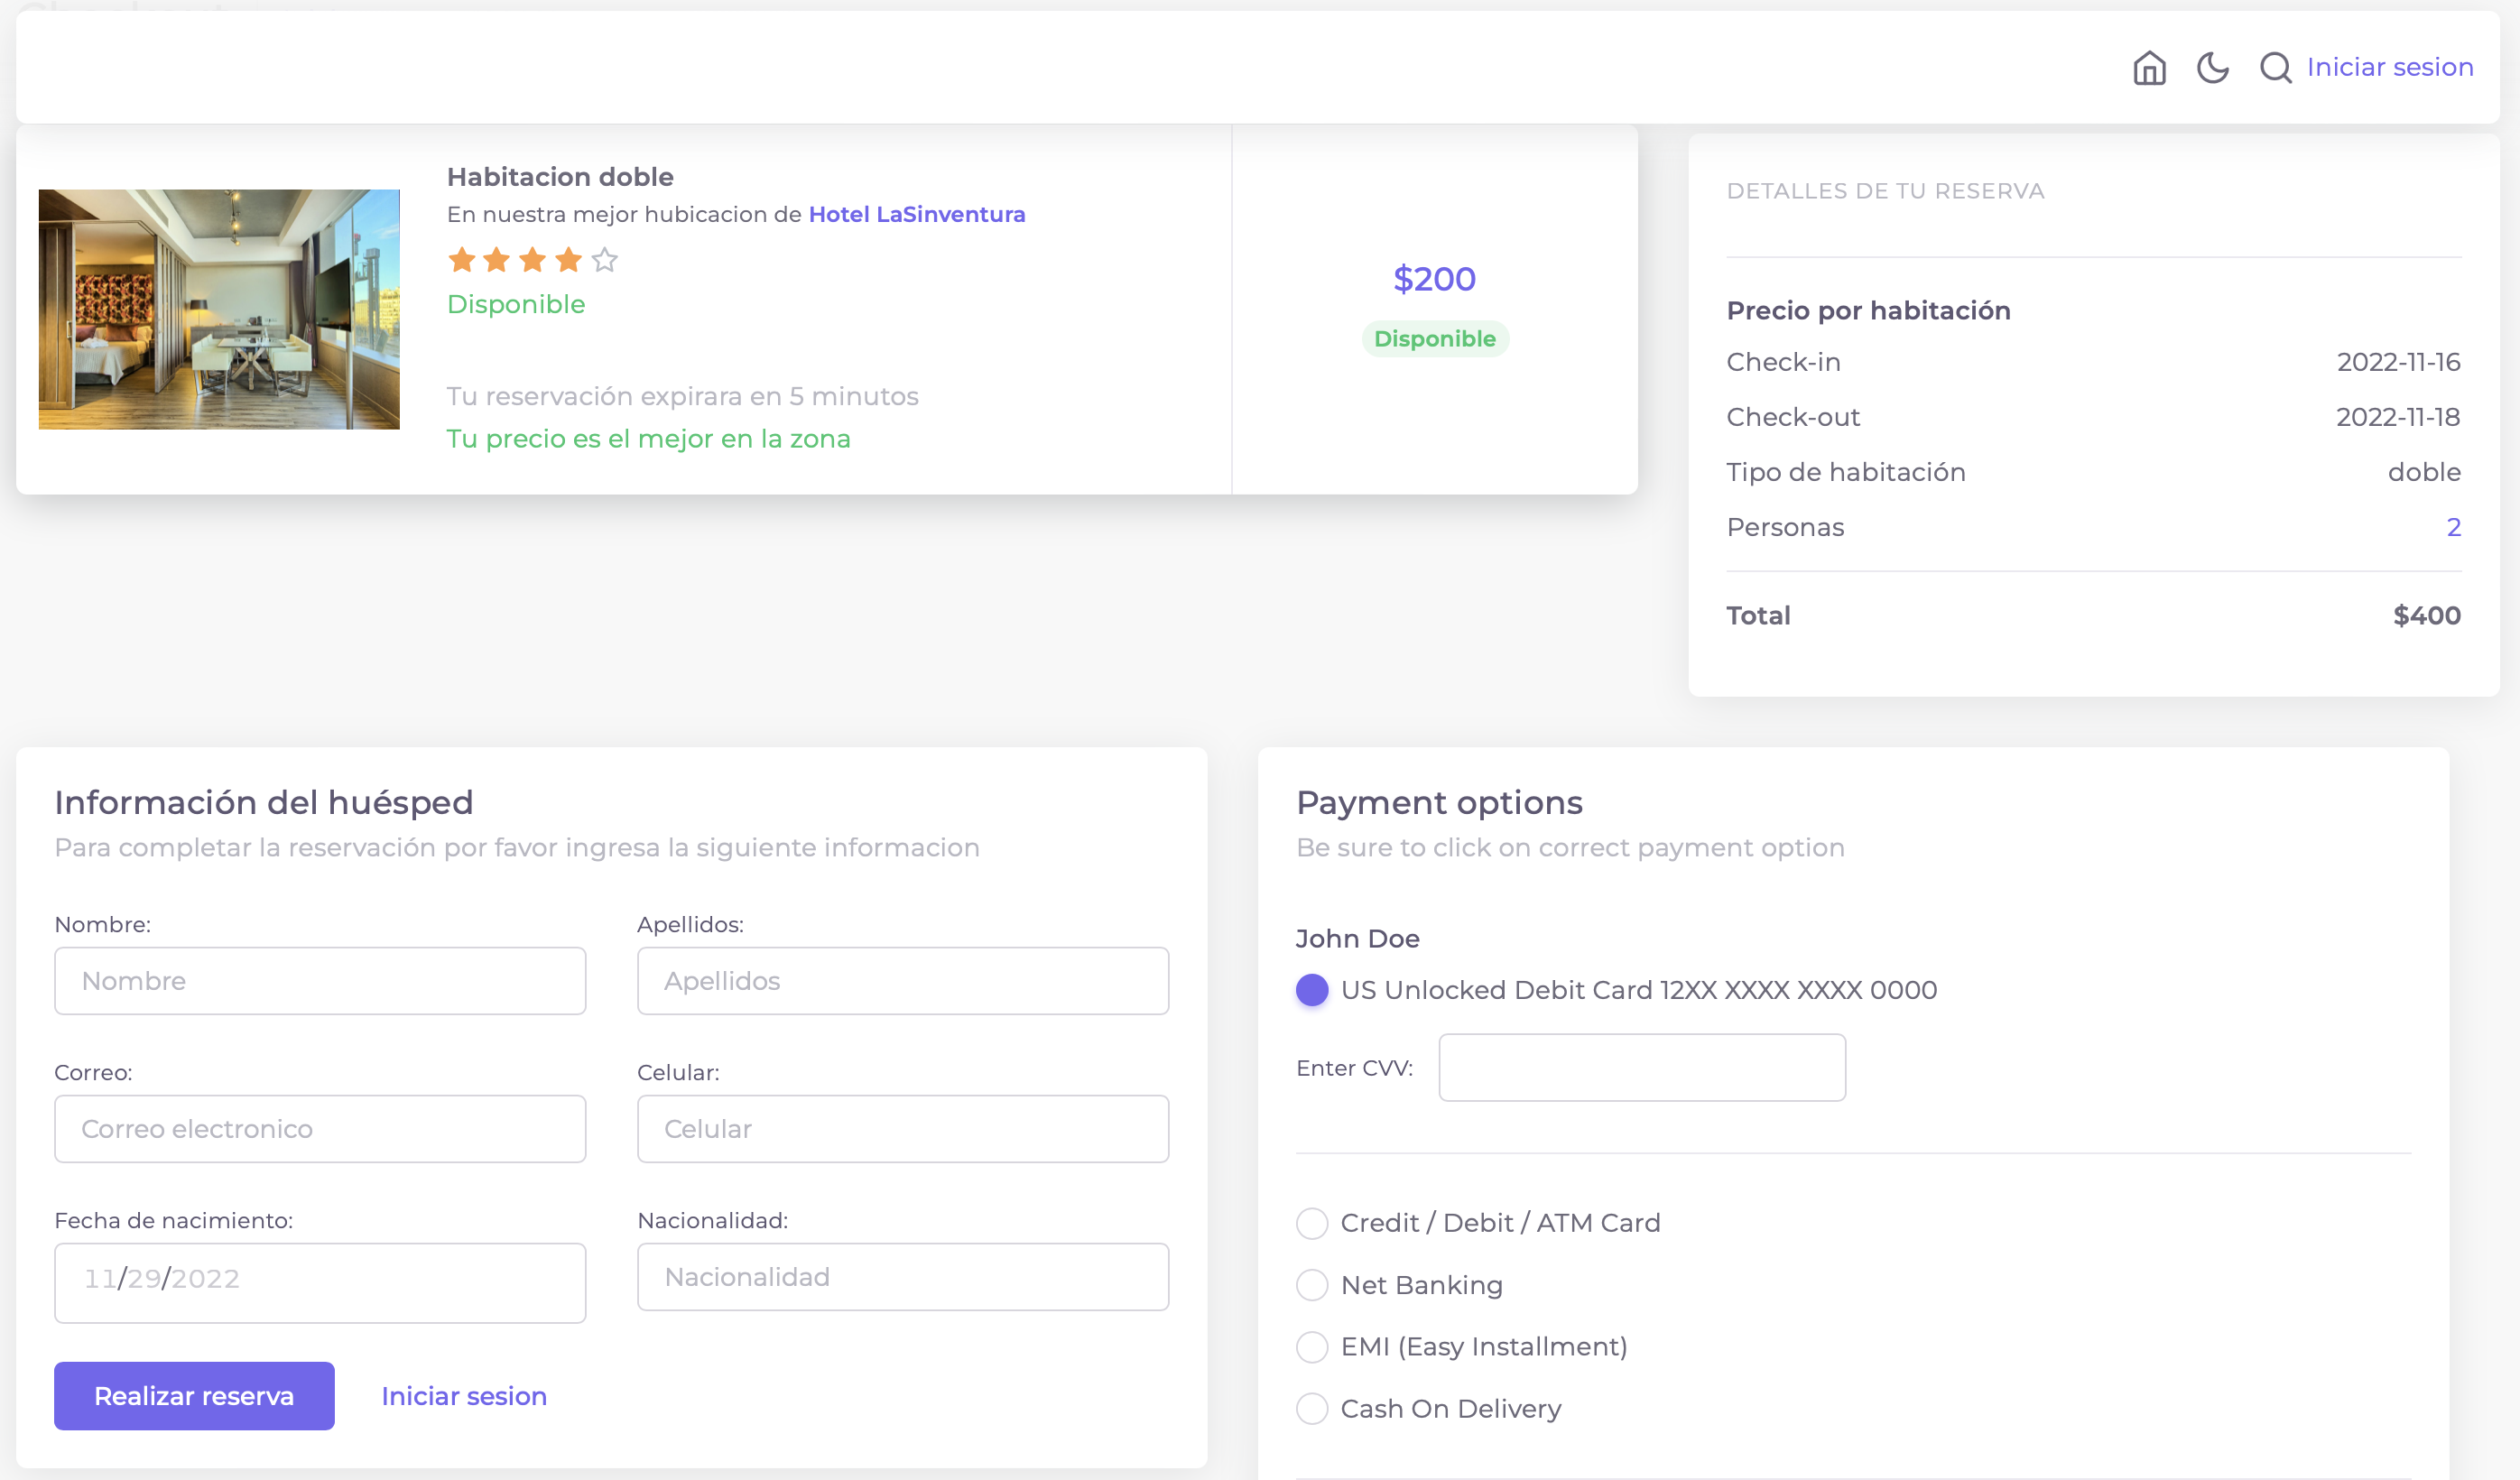 Iniciar sesion
Habitacion doble
En nuestra mejor hubicacion de Hotel LaSinventura
Disponible
Tu reservación expirara en 5 minutos
Tu precio es el mejor en la zona
$200
Disponible
DETALLES DE TU RESERVA
Precio por habitación
Check-in 2022-11-16
Check-out 2022-11-18
Tipo de habitación doble
Personas 2
Total $400
Información del huésped
Para completar la reservación por favor ingresa la siguiente informacion
Nombre: Apellidos:
Nombre Apellidos
Correo: Celular:
Correo electronico Celular
Fecha de nacimiento: Nacionalidad:
11/29/2022 Nacionalidad
Realizar reserva Iniciar sesion
Payment options
Be sure to click on correct payment option
John Doe
US Unlocked Debit Card 12XX XXXX XXXX 0000
Enter CVV:
Credit / Debit / ATM Card
Net Banking
EMI (Easy Installment)
Cash On Delivery